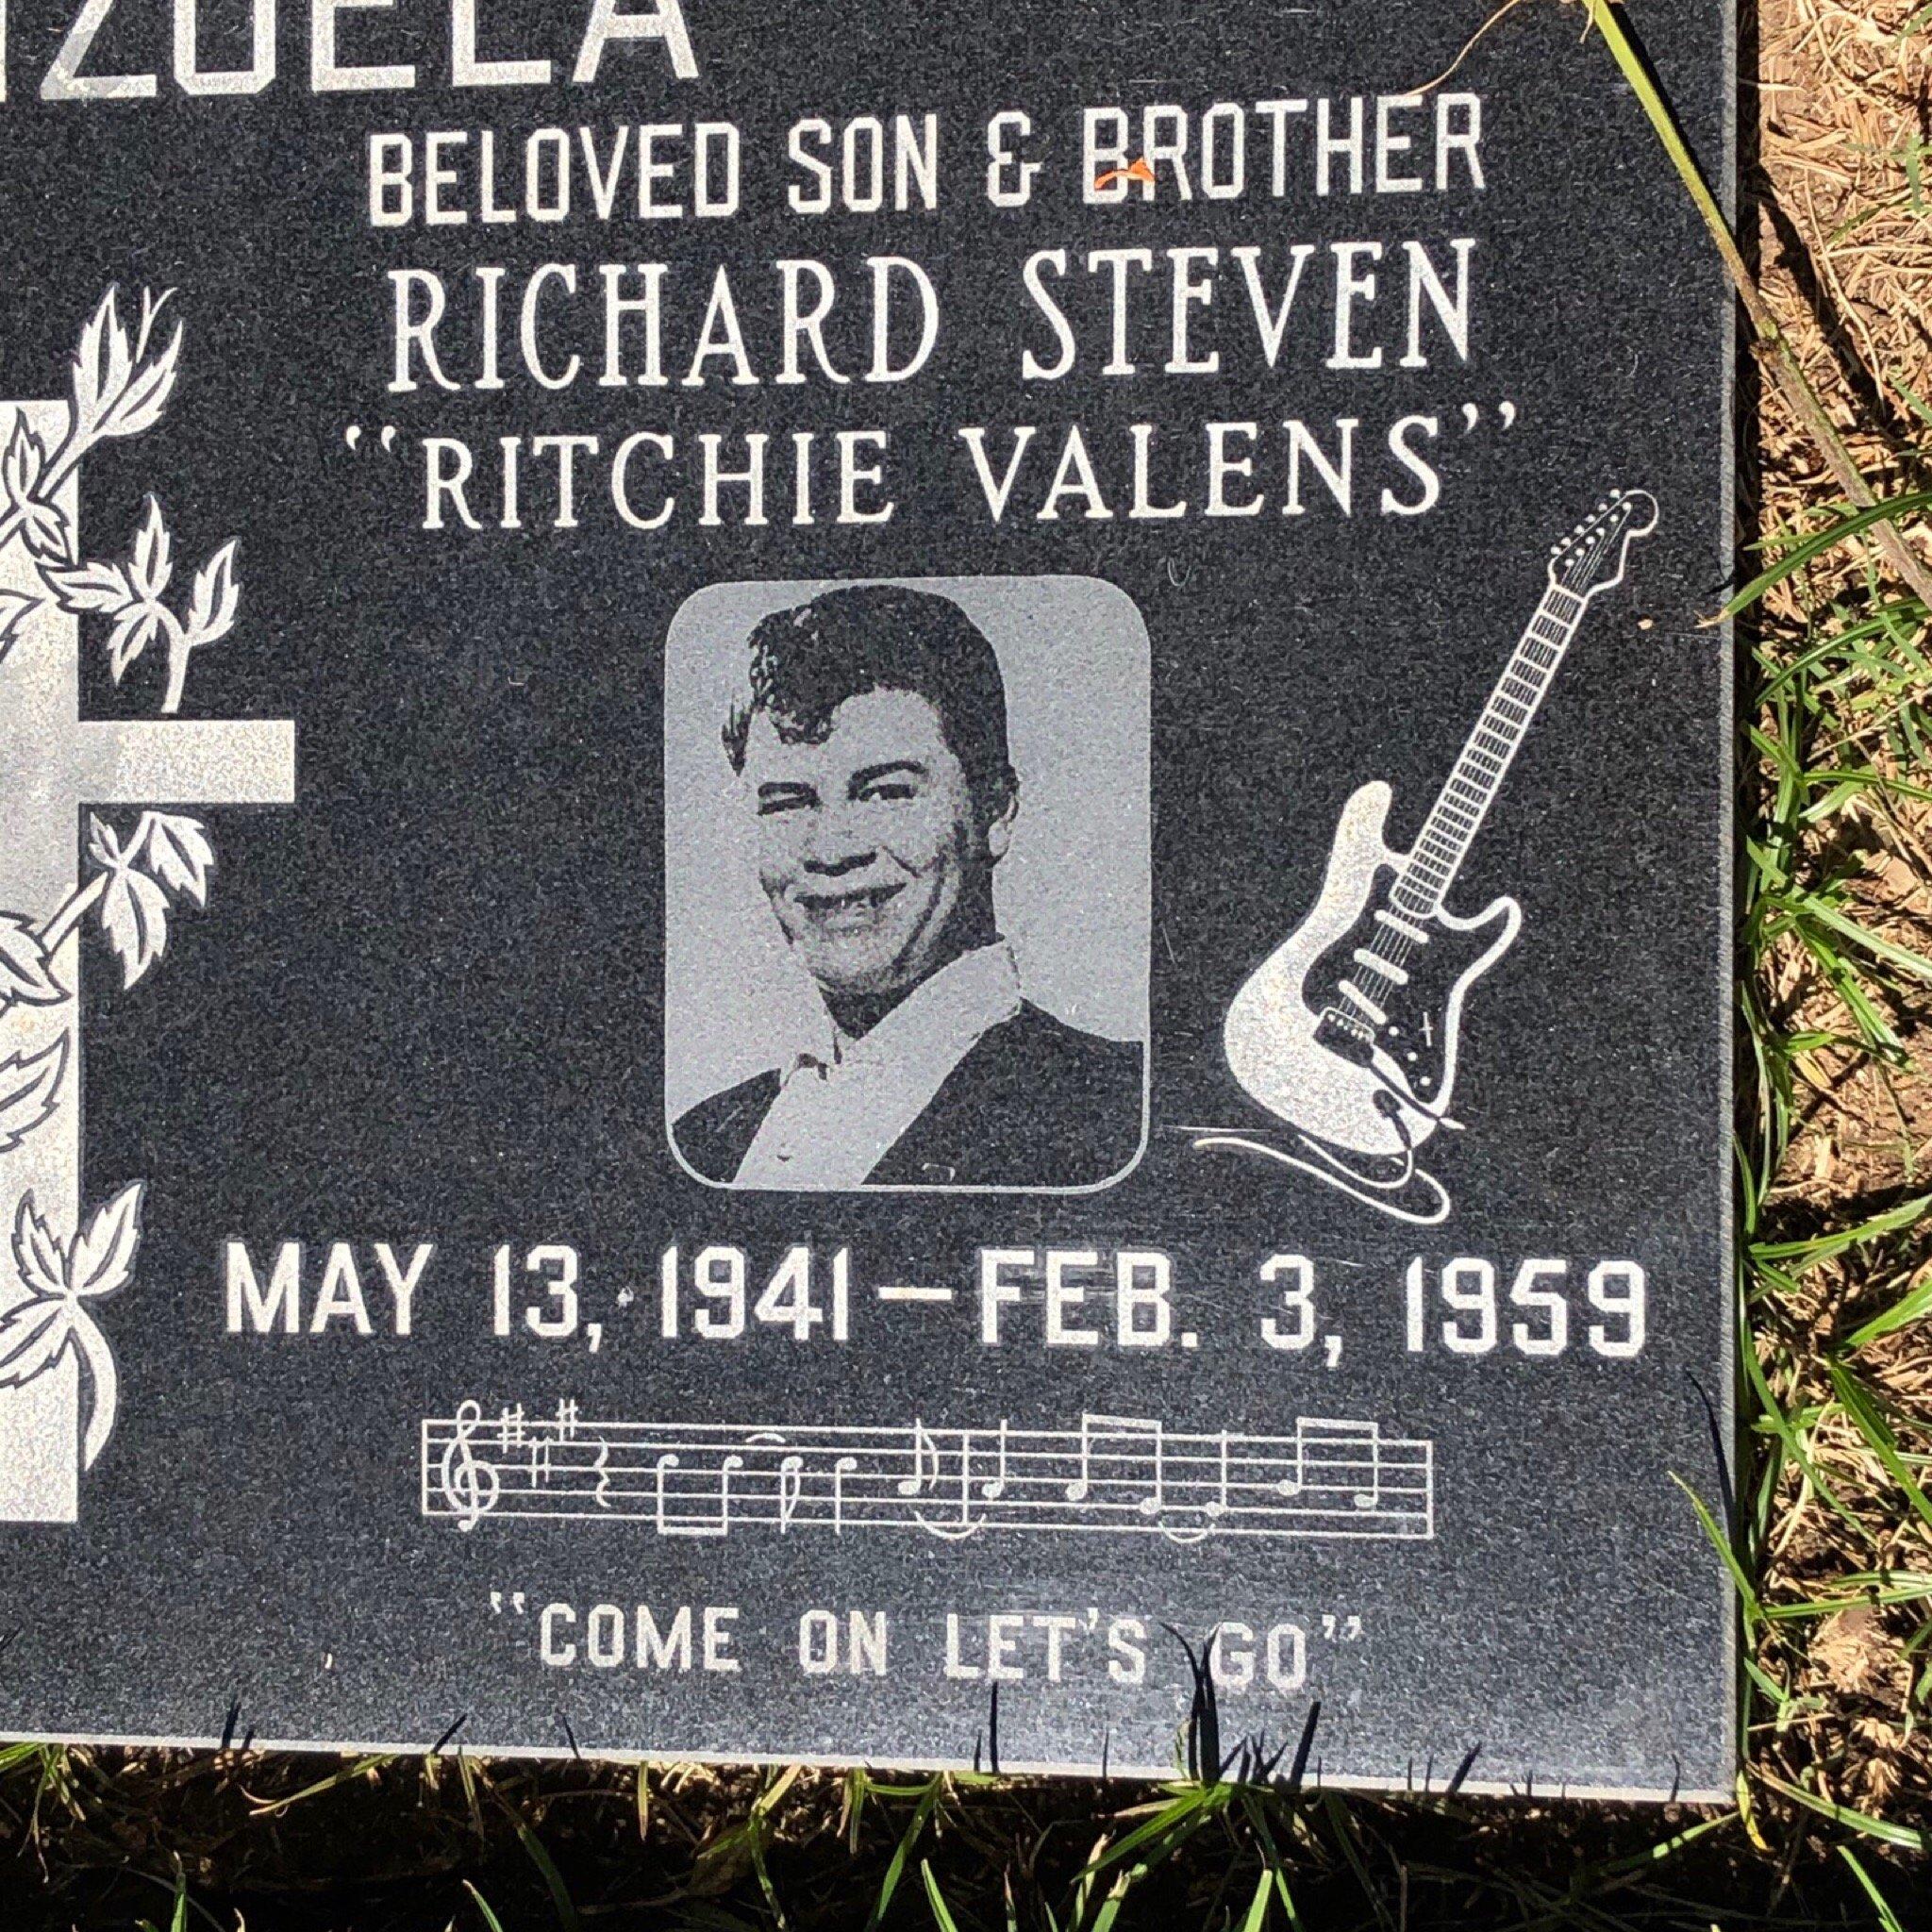 BELOVED SON & BROTHER
RICHARD STEVEN
"RITCHIE VALENS"
MAY 13, 1941 — FEB. 3, 1959
"COME ON LET'S GO"